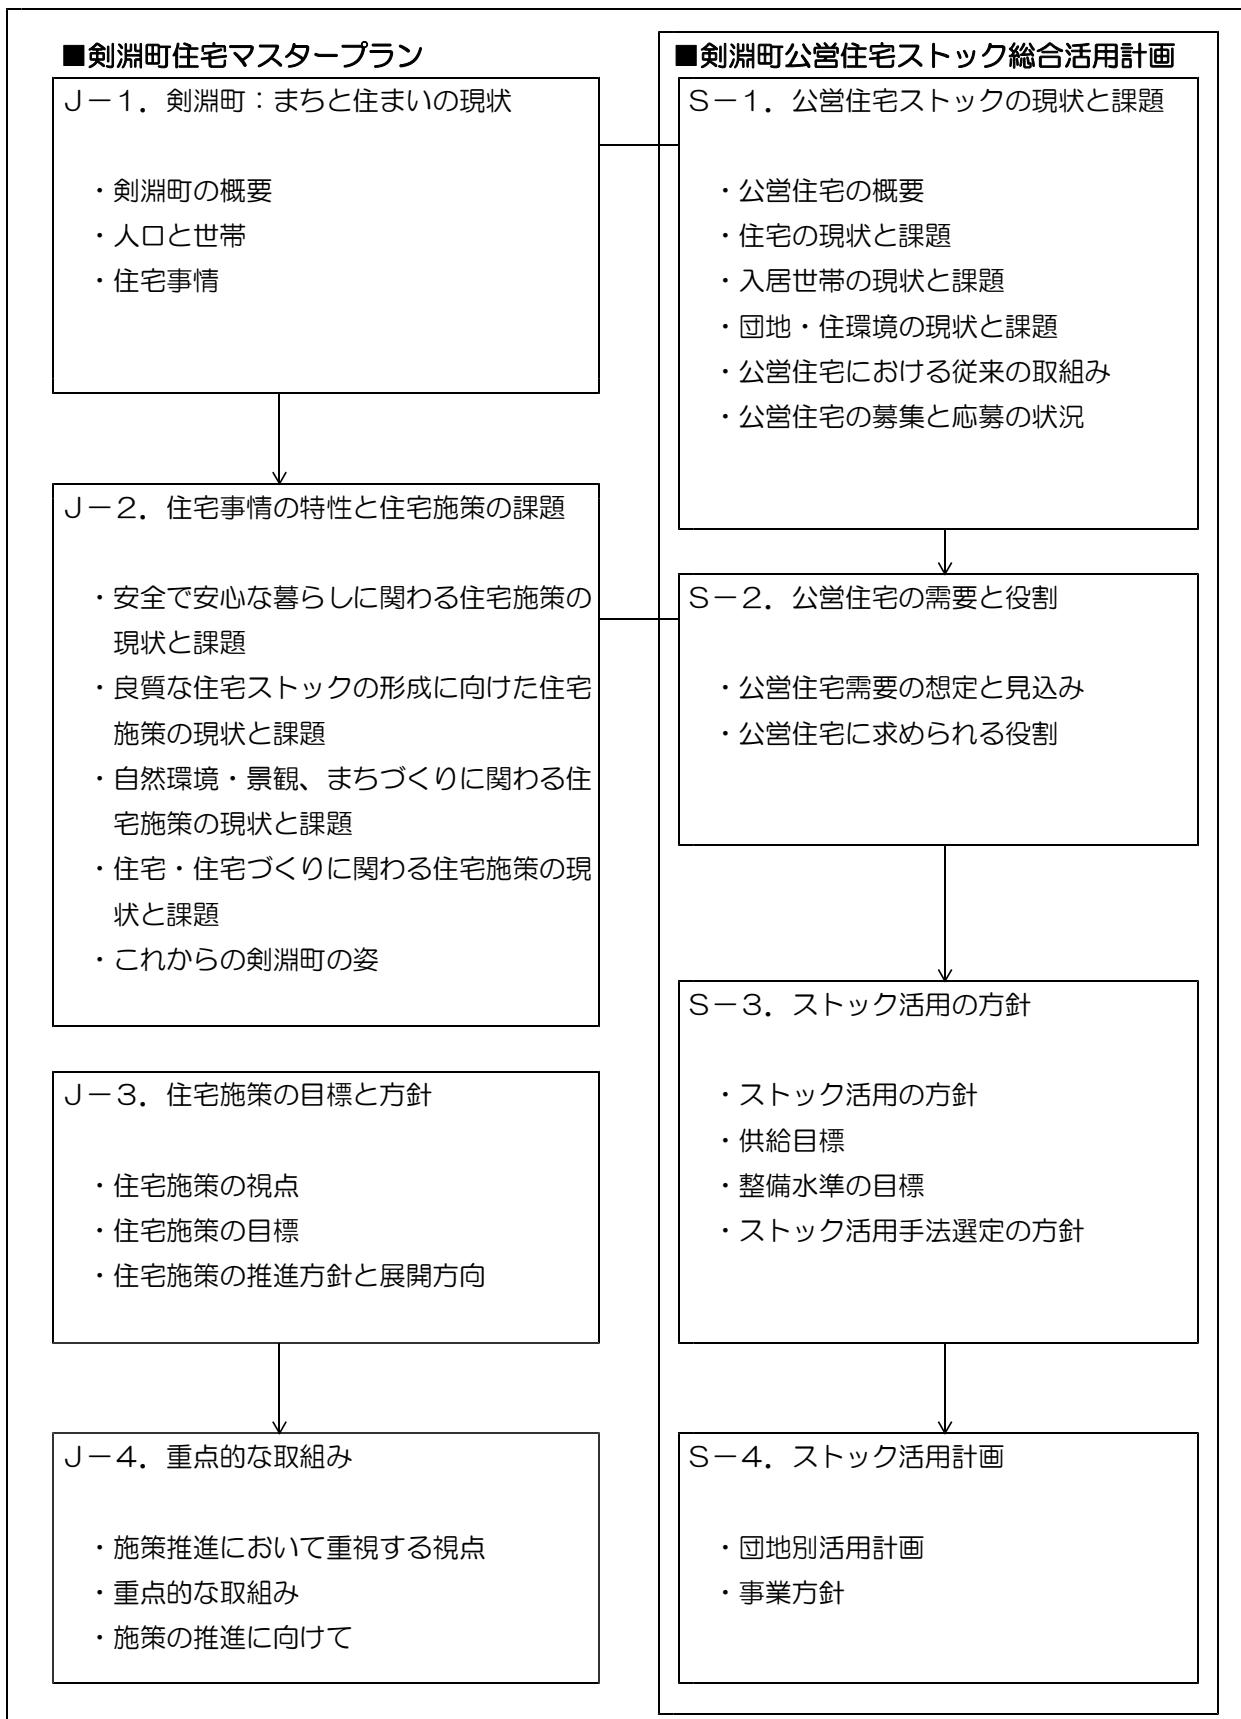 ■剣淵町住宅マスタープラン
J－1．剣淵町：まちと住まいの現状
・剣淵町の概要
・人口と世帯
・住宅事情
J－2．住宅事情の特性と住宅施策の課題
・安全で安心な暮らしに関わる住宅施策の
現状と課題
・良質な住宅ストックの形成に向けた住宅
施策の現状と課題
・自然環境・景観、まちづくりに関わる住
宅施策の現状と課題
・住宅・住宅づくりに関わる住宅施策の現
状と課題
・これからの剣淵町の姿
J－3．住宅施策の目標と方針
・住宅施策の視点
・住宅施策の目標
・住宅施策の推進方針と展開方向
J－4．重点的な取組み
・施策推進において重視する視点
・重点的な取組み
・施策の推進に向けて
■剣淵町公営住宅ストック総合活用計画
S－1．公営住宅ストックの現状と課題
・公営住宅の概要
・住宅の現状と課題
・入居世帯の現状と課題
・団地・住環境の現状と課題
・公営住宅における従来の取組み
・公営住宅の募集と応募の状況
S－2．公営住宅の需要と役割
・公営住宅需要の想定と見込み
・公営住宅に求められる役割
S－3．ストック活用の方針
・ストック活用の方針
・供給目標
・整備水準の目標
・ストック活用手法選定の方針
S－4．ストック活用計画
・団地別活用計画
・事業方針